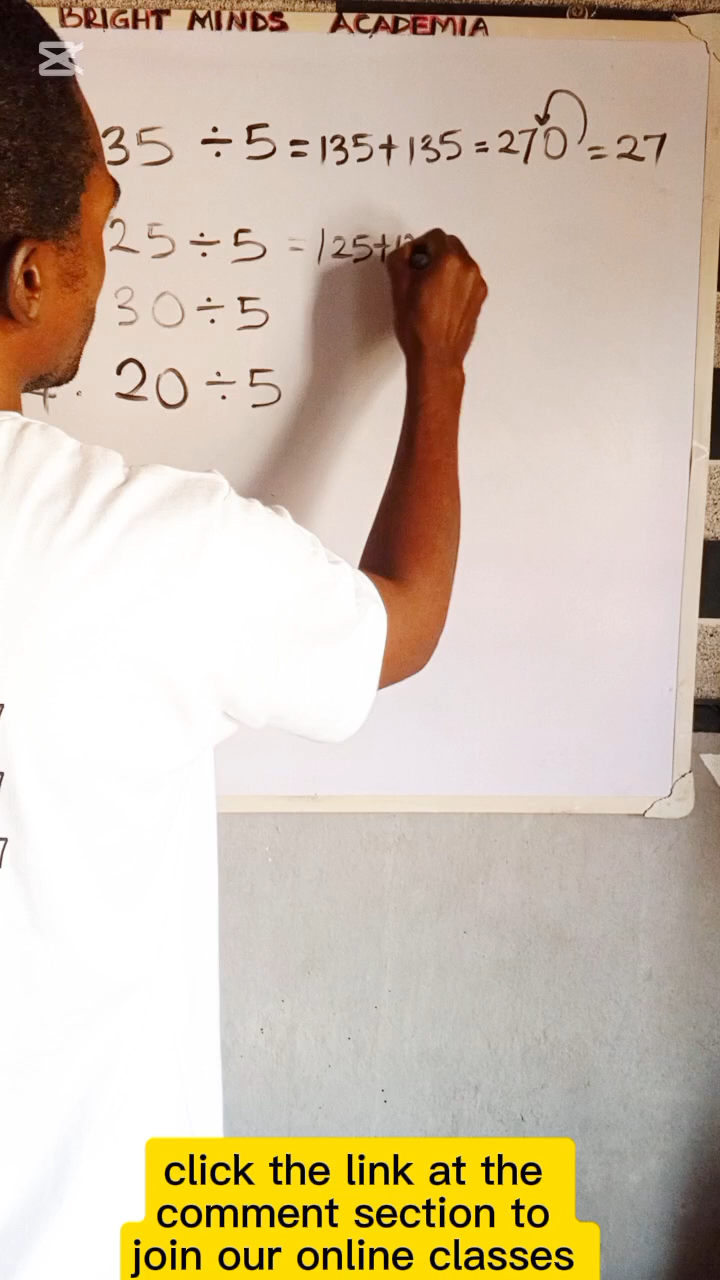 BRIGHT MINDS ACADEMIA
35 ÷ 5 = 135+135 = 270 = 27
25 ÷ 5 = 125+
30 ÷ 5
20 ÷ 5
click the link at the
comment section to
join our online classes